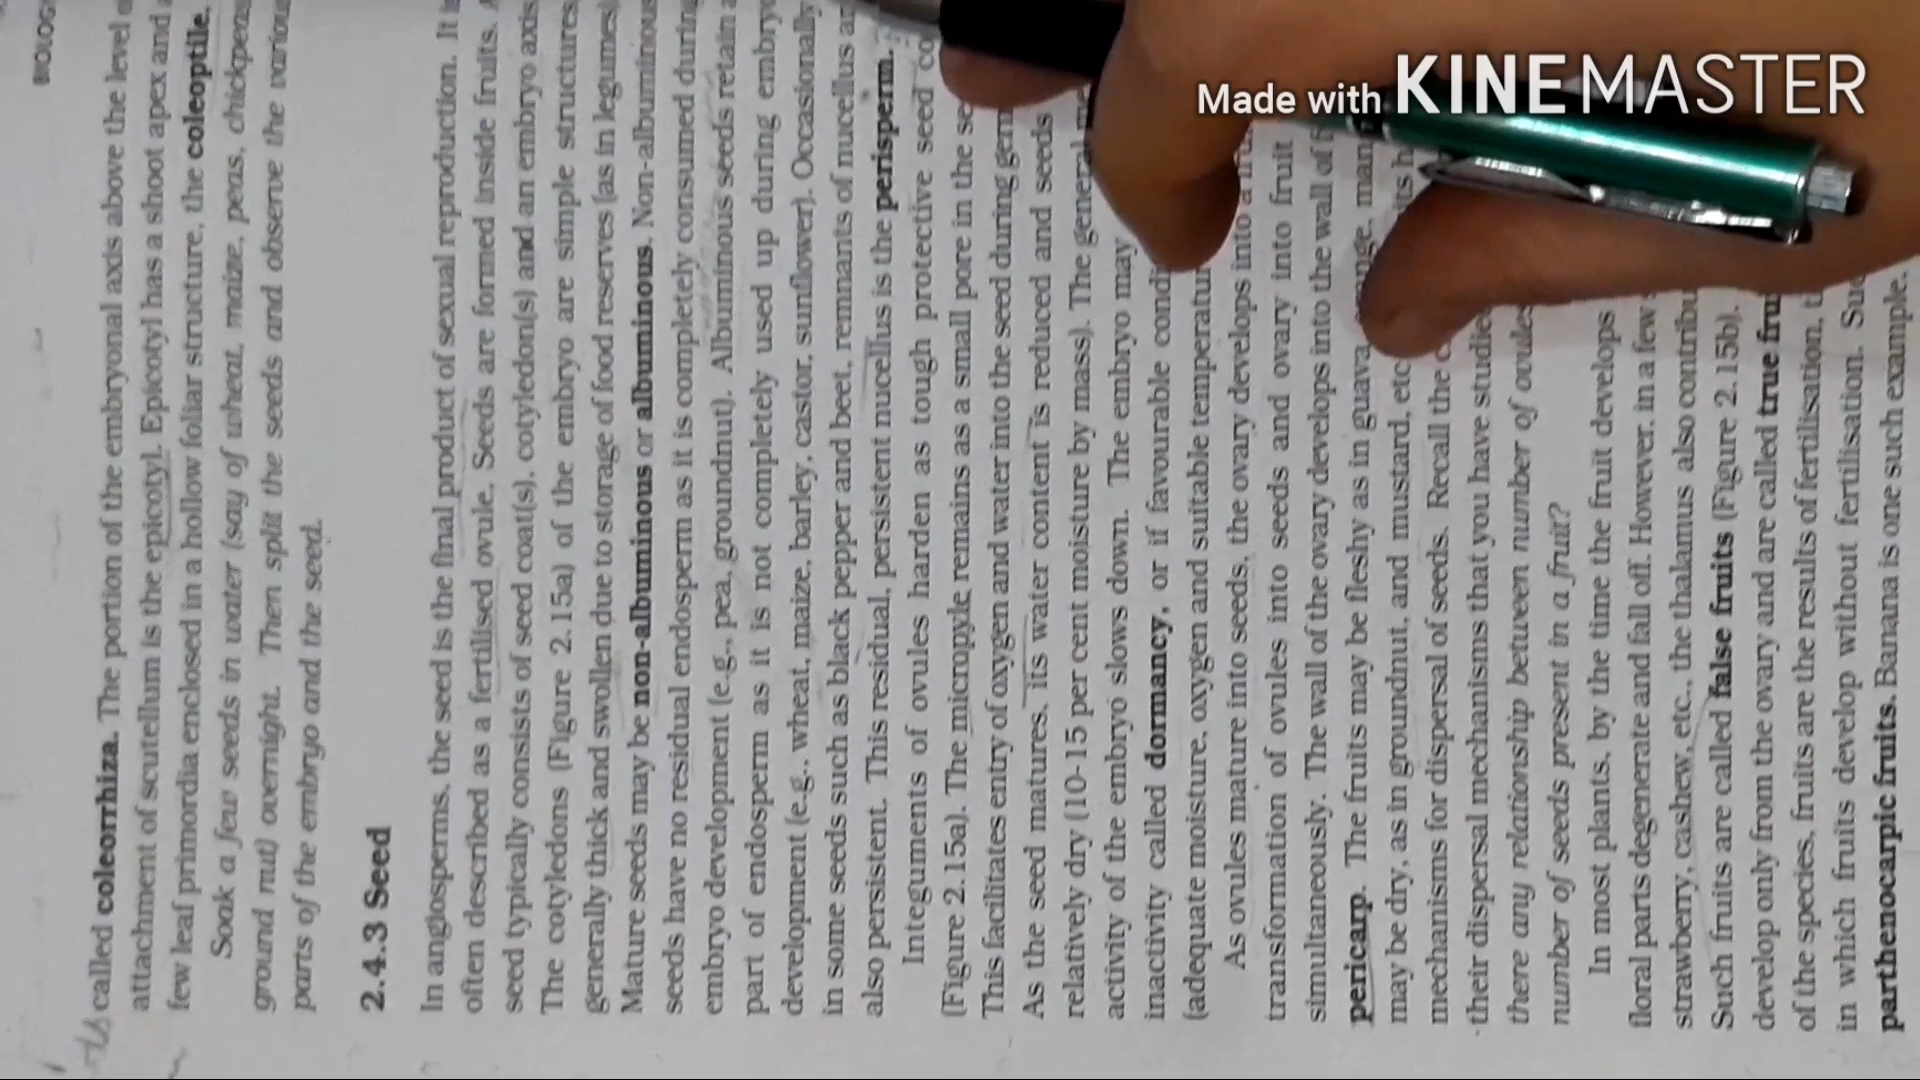 BIOLOGY
called coleorrhiza. The portion of the embryonal axis above the level
attachment of scutellum is the epicotyl. Epicotyl has a shoot apex and
few leaf primordia enclosed in a hollow foliar structure, the coleoptile.
Soak a few seeds in water (say of wheat, maize, peas, chickpeas
ground nut) overnight. Then split the seeds and observe the various
parts of the embryo and the seed.
2.4.3 Seed
In angiosperms, the seed is the final product of sexual reproduction. It
often described as a fertilised ovule. Seeds are formed inside fruits.
seed typically consists of seed coat(s), cotyledon(s) and an embryo axis
The cotyledons (Figure 2.15a) of the embryo are simple structures
generally thick and swollen due to storage of food reserves (as in legumes)
Mature seeds may be non-albuminous or albuminous. Non-albuminous
seeds have no residual endosperm as it is completely consumed during
embryo development (e.g., pea, groundnut). Albuminous seeds retain
part of endosperm as it is not completely used up during embryo
development (e.g., wheat, maize, barley, castor, sunflower). Occasionally
in some seeds such as black pepper and beet, remnants of nucellus
also persistent. This residual, persistent nucellus is the perisperm.
Integuments of ovules harden as tough protective seed
(Figure 2.15a). The micropyle remains as a small pore in the
This facilitates entry of oxygen and water into the seed during
As the seed matures, its water content is reduced and seeds
relatively dry (10-15 per cent moisture by mass). The general
activity of the embryo slows down. The embryo may
inactivity called dormancy, or if favourable
(adequate moisture, oxygen and suitable
As ovules mature into seeds, the ovary develops into a
transformation of ovules into seeds and ovary into fruit
simultaneously. The wall of the ovary develops into the wall of
pericarp. The fruits may be fleshy as in guava,
may be dry, as in groundnut, and mustard, etc
mechanisms for dispersal of seeds. Recall the
their dispersal mechanisms that you have
there any relationship between number of
number of seeds present in a fruit?
In most plants, by the time the fruit develops
floral parts degenerate and fall off. However, in a few
strawberry, cashew, etc., the thalamus also
Such fruits are called false fruits (Figure 2.15b).
develop only from the ovary and are called true
of the species, fruits are the results of fertilisation,
in which fruits develop without fertilisation.
parthenocarpic fruits. Banana is one such example.
Made with KINEMASTER